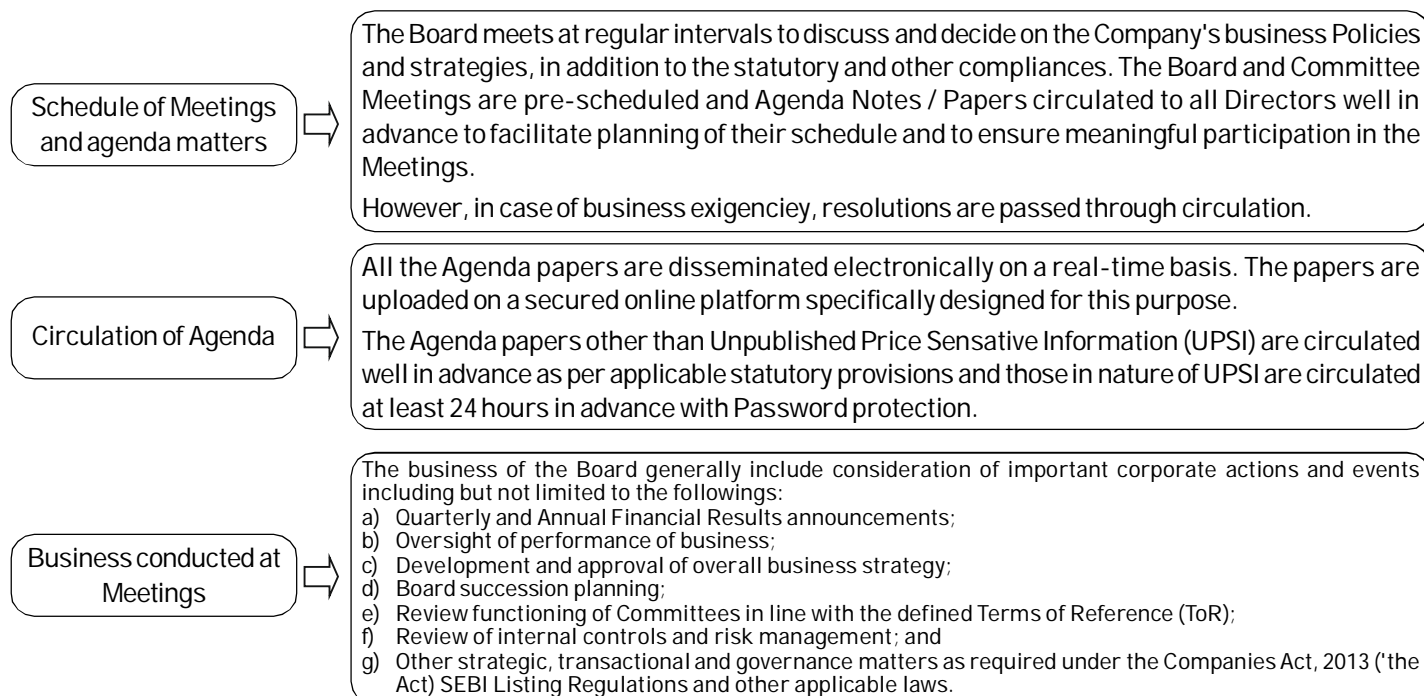 Schedule of Meetings
and agenda matters
The Board meets at regular intervals to discuss and decide on the Company's business Policies
and strategies, in addition to the statutory and other compliances. The Board and Committee
Meetings are pre-scheduled and Agenda Notes / Papers circulated to all Directors well in
advance to facilitate planning of their schedule and to ensure meaningful participation in the
Meetings.
However, in case of business exigenciey, resolutions are passed through circulation.
Circulation of Agenda
All the Agenda papers are disseminated electronically on a real-time basis. The papers are
uploaded on a secured online platform specifically designed for this purpose.
The Agenda papers other than Unpublished Price Sensative Information (UPSI) are circulated
well in advance as per applicable statutory provisions and those in nature of UPSI are circulated
at least 24 hours in advance with Password protection.
Business conducted at
Meetings
The business of the Board generally include consideration of important corporate actions and events
including but not limited to the followings:
a) Quarterly and Annual Financial Results announcements;
b) Oversight of performance of business;
c) Development and approval of overall business strategy;
d) Board succession planning;
e) Review functioning of Committees in line with the defined Terms of Reference (ToR);
f) Review of internal controls and risk management; and
g) Other strategic, transactional and governance matters as required under the Companies Act, 2013 ('the
Act) SEBI Listing Regulations and other applicable laws.